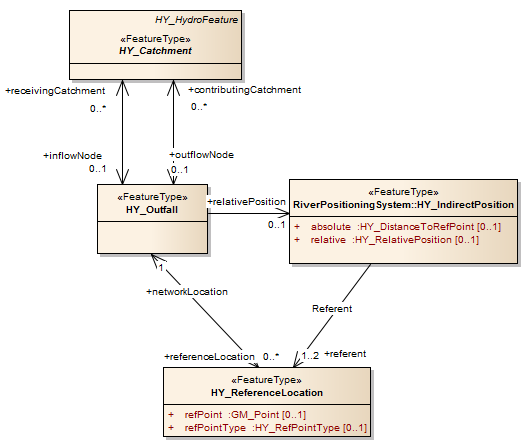 HY_HydroFeature
«FeatureType»
HY_Catchment
+receivingCatchment
0..*
+contributingCatchment
0..*
+inflowNode
0..1
+outflowNode
0..1
«FeatureType»
HY_Outfall
+relativePosition
0..1
«FeatureType»
RiverPositioningSystem::HY_IndirectPosition
+ absolute :HY_DistanceToRefPoint [0..1]
+ relative :HY_RelativePosition [0..1]
1
+networkLocation
Referent
+referenceLocation 0..*
1..2 +referent
«FeatureType»
HY_ReferenceLocation
+ refPoint :GM_Point [0..1]
+ refPointType :HY_RefPointType [0..1]